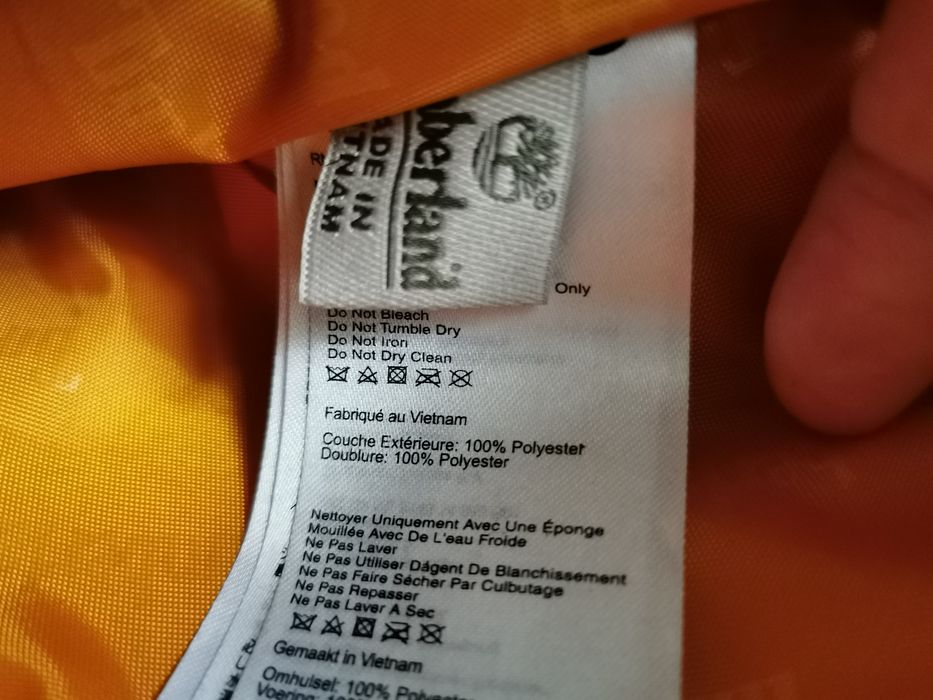 berland
®
DE IN
TNAM
Only
Do Not Bleach
Do Not Tumble Dry
Do Not Iron
Do Not Dry Clean
Fabriqué au Vietnam
Couche Extérieure: 100% Polyester
Doublure: 100% Polyester
Nettoyer Uniquement Avec Une Éponge
Mouillée Avec De L'eau Froide
Ne Pas Laver
Ne Pas Utiliser Dágent De Blanchissement
Ne Pas Faire Sécher Par Culbutage
Ne Pas Repasser
Ne Pas Laver A Sec
Gemaakt in Vietnam
Omhulsel: 100% Polyester
Voering: